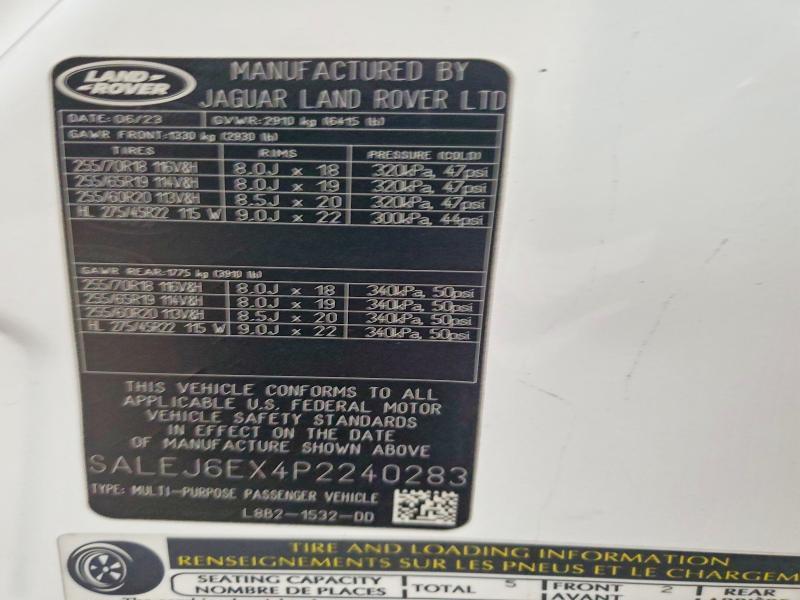 LAND ROVER
MANUFACTURED BY
JAGUAR LAND ROVER LTD
DATE: 06/23 GVWR: 2910 kg (6415 lb)
GAWR FRONT: 1330 kg (2930 lb)
TIRES RIMS PRESSURE (COLD)
255/70R18 116V&H 8.0J x 18 320kPa, 47psi
255/65R19 114V&H 8.0J x 19 320kPa, 47psi
255/60R20 113V&H 8.5J x 20 320kPa, 47psi
HL 275/45R22 115 W 9.0J x 22 300kPa, 44psi
GAWR REAR: 1775 kg (3910 lb)
255/70R18 116V&H 8.0J x 18 340kPa, 50psi
255/65R19 114V&H 8.0J x 19 340kPa, 50psi
255/60R20 113V&H 8.5J x 20 340kPa, 50psi
HL 275/45R22 115 W 9.0J x 22 340kPa, 50psi
THIS VEHICLE CONFORMS TO ALL
APPLICABLE U.S. FEDERAL MOTOR
VEHICLE SAFETY STANDARDS
IN EFFECT ON THE DATE
OF MANUFACTURE SHOWN ABOVE
SALEJ6EX4P2240283
TYPE: MULTI-PURPOSE PASSENGER VEHICLE
L8B2-1532-DD
TIRE AND LOADING INFORMATION
RENSEIGNEMENTS SUR LES PNEUS ET LE CHARGEM
SEATING CAPACITY TOTAL 5 FRONT 2 REAR
NOMBRE DE PLACES AVANT